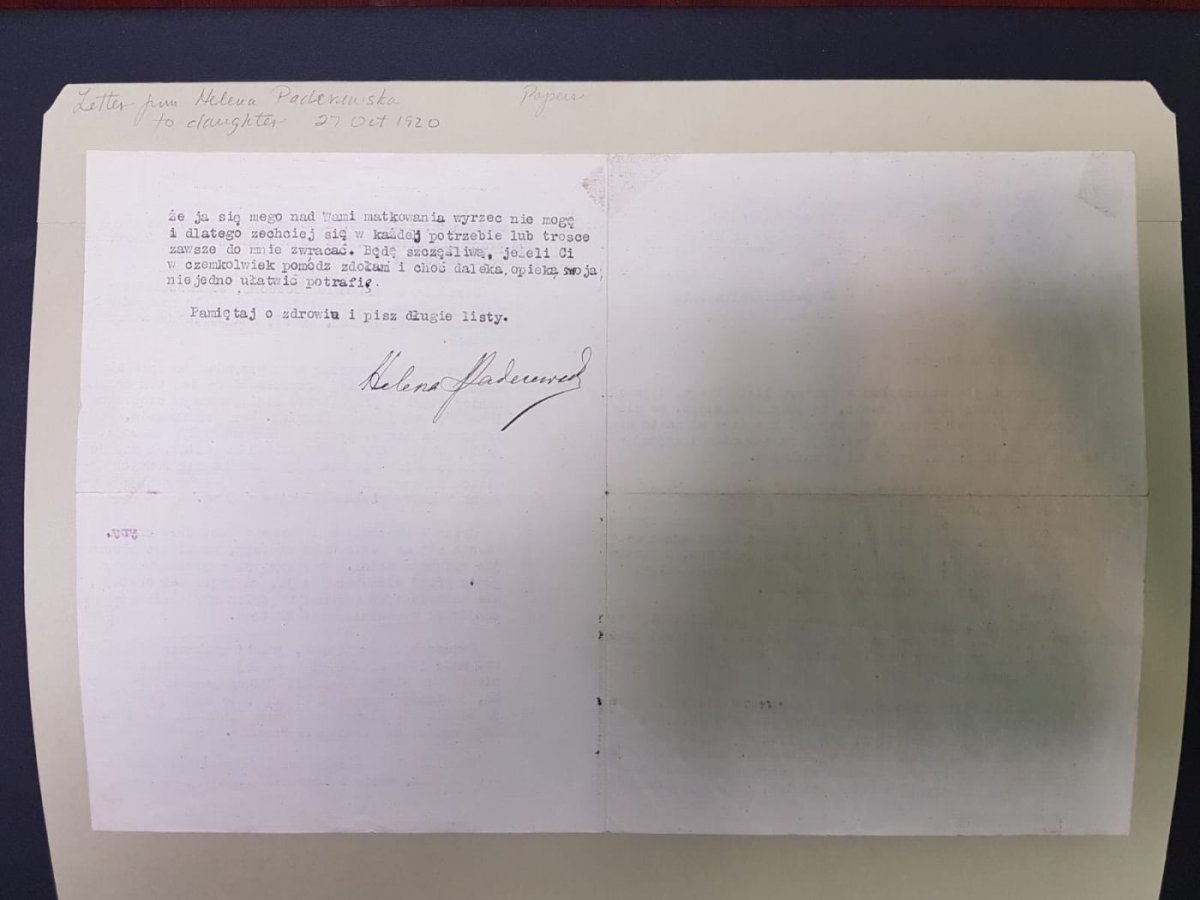 Letter from Helena Paderewska Papers
to daughter 27 Oct 1920
że ja się mego nad Wami matkowania wyrzec nie mogę
i dlatego zechciej się w każdej potrzebie lub trosce
zawsze do mnie zwracać. Będę szczęśliwą, jeżeli Ci
w czemkolwiek pomódz zdołam i choć daleka, opieką swoją
niejedno ułatwić potrafię.
Pamiętaj o zdrowiu i pisz długie listy.
Helena Paderewska